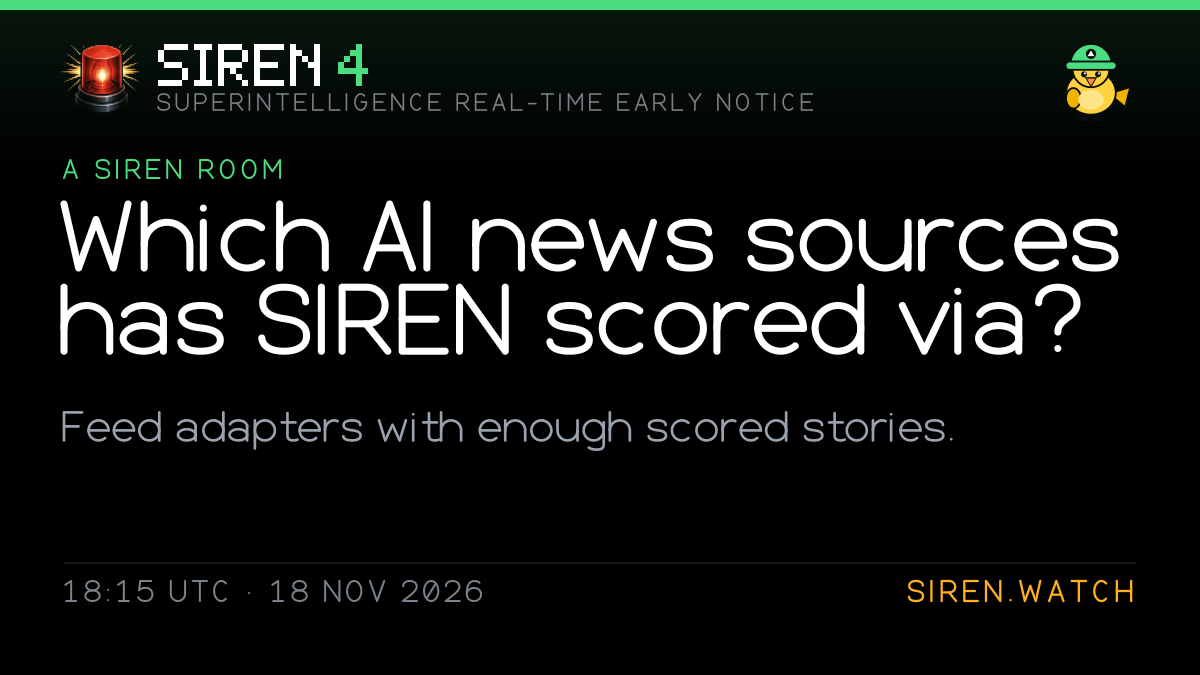 SIREN 4
SUPERINTELLIGENCE REAL-TIME EARLY NOTICE
A SIREN ROOM
Which AI news sources
has SIREN scored via?
Feed adapters with enough scored stories.
18:15 UTC · 18 NOV 2026
SIREN.WATCH